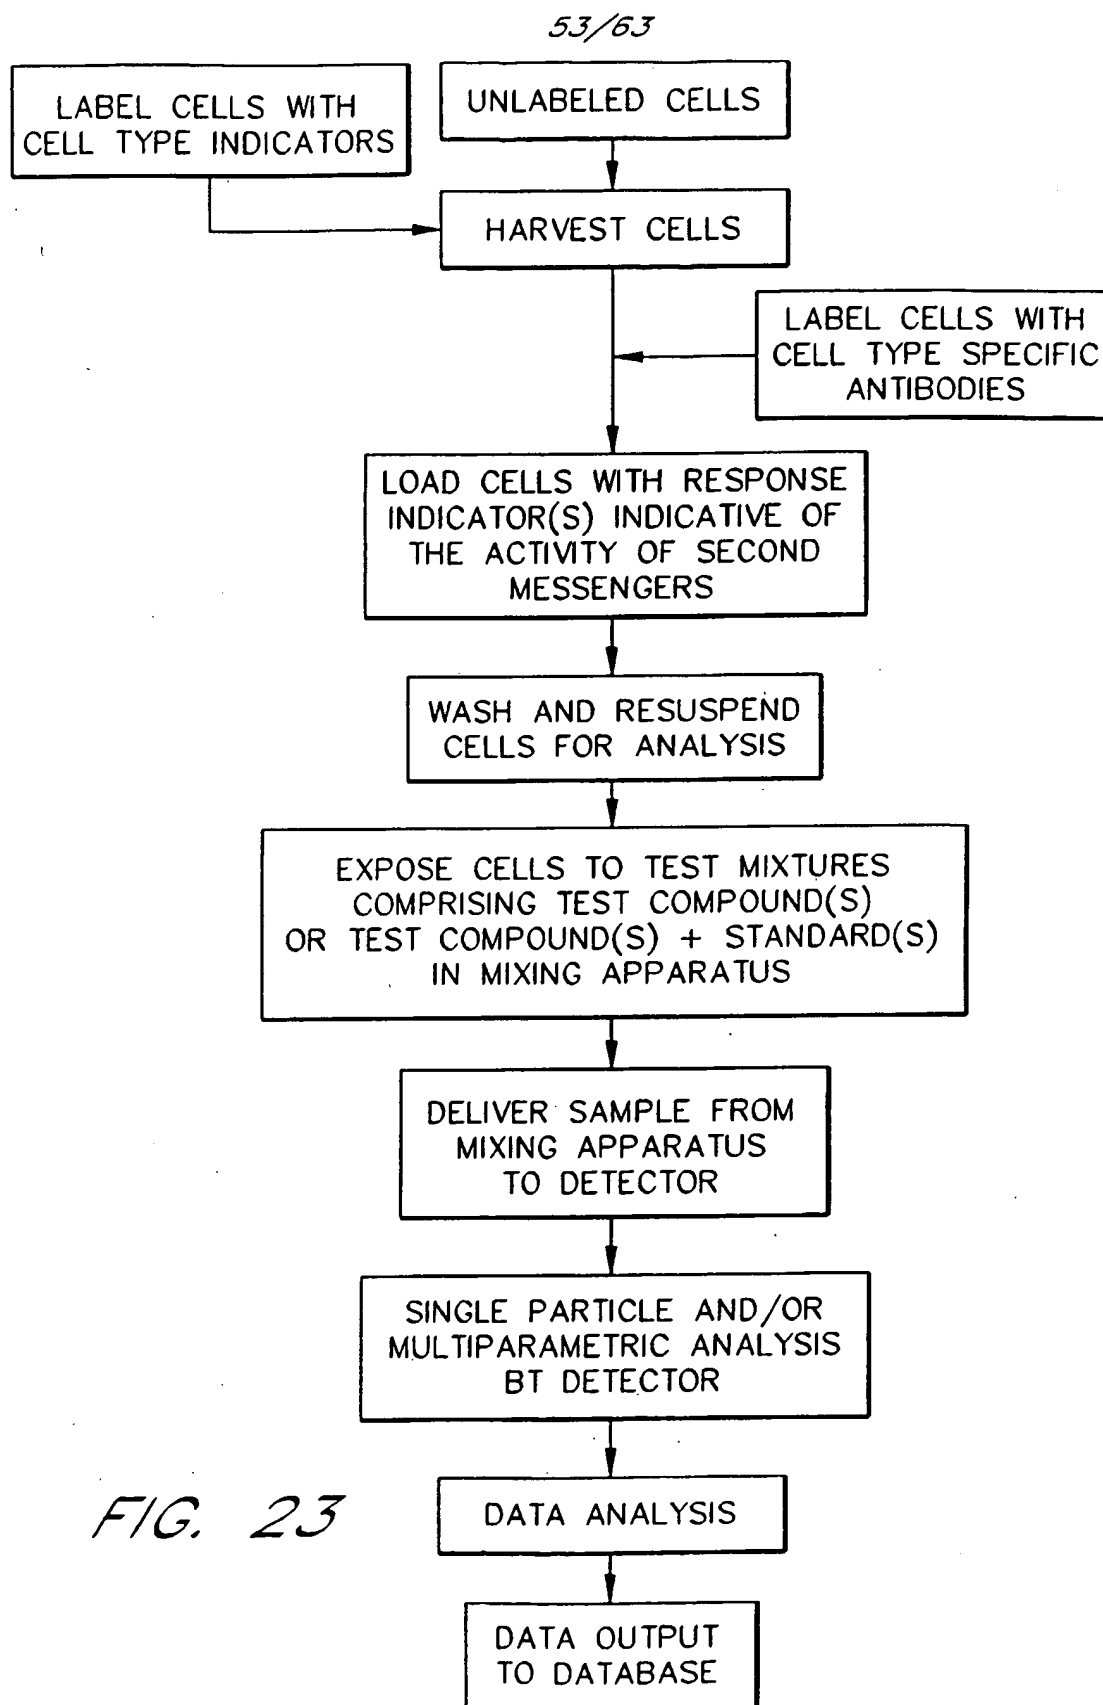 53/63
LABEL CELLS WITH
CELL TYPE INDICATORS
UNLABELED CELLS
HARVEST CELLS
LABEL CELLS WITH
CELL TYPE SPECIFIC
ANTIBODIES
LOAD CELLS WITH RESPONSE
INDICATOR(S) INDICATIVE OF
THE ACTIVITY OF SECOND
MESSENGERS
WASH AND RESUSPEND
CELLS FOR ANALYSIS
EXPOSE CELLS TO TEST MIXTURES
COMPRISING TEST COMPOUND(S)
OR TEST COMPOUND(S) + STANDARD(S)
IN MIXING APPARATUS
DELIVER SAMPLE FROM
MIXING APPARATUS
TO DETECTOR
SINGLE PARTICLE AND/OR
MULTIPARAMETRIC ANALYSIS
BT DETECTOR
DATA ANALYSIS
DATA OUTPUT
TO DATABASE
FIG. 23